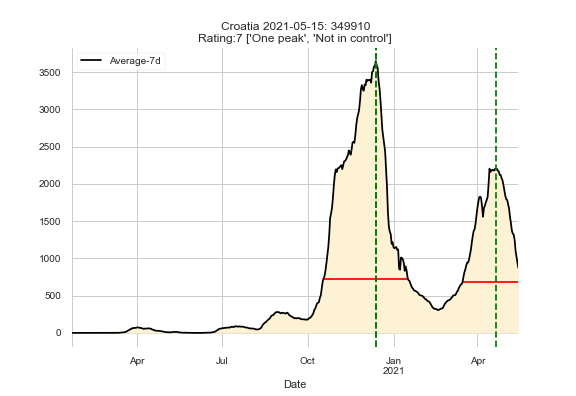 Croatia 2021-05-15: 349910
Rating:7 ['One peak', 'Not in control']
Average-7d
3500
3000
2500
2000
1500
1000
500
0
Apr
Jul
Oct
Jan
2021
Apr
Date